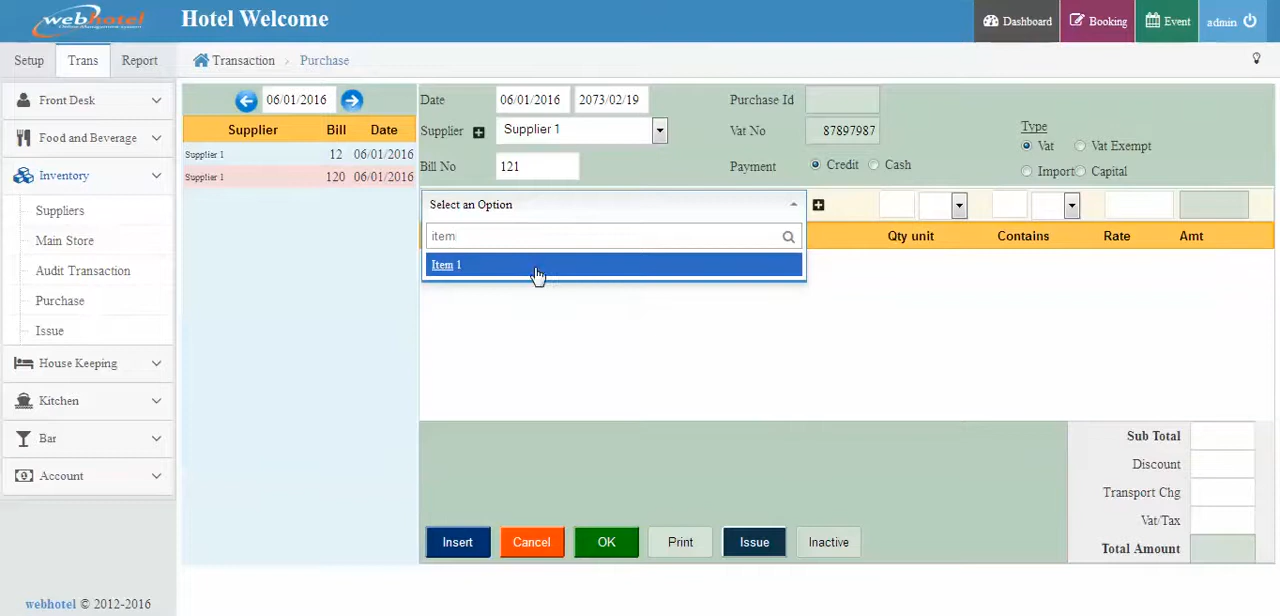 webhotel
Hotel Welcome
Dashboard
Booking
Event
admin
Setup
Trans
Report
Transaction
Purchase
Front Desk
Food and Beverage
Inventory
Suppliers
Main Store
Audit Transaction
Purchase
Issue
House Keeping
Kitchen
Bar
Account
webhotel © 2012-2016
06/01/2016
Supplier Bill Date
Supplier 1 12 06/01/2016
Supplier 1 120 06/01/2016
Date 06/01/2016 2073/02/19 Purchase Id
Supplier Supplier 1 Vat No 87897987
Bill No 121 Payment Credit Cash
Type
Vat Vat Exempt
Import Capital
Select an Option
item
Item 1
Qty unit Contains Rate Amt
Sub Total
Discount
Transport Chg
Vat/Tax
Total Amount
Insert Cancel OK Print Issue Inactive